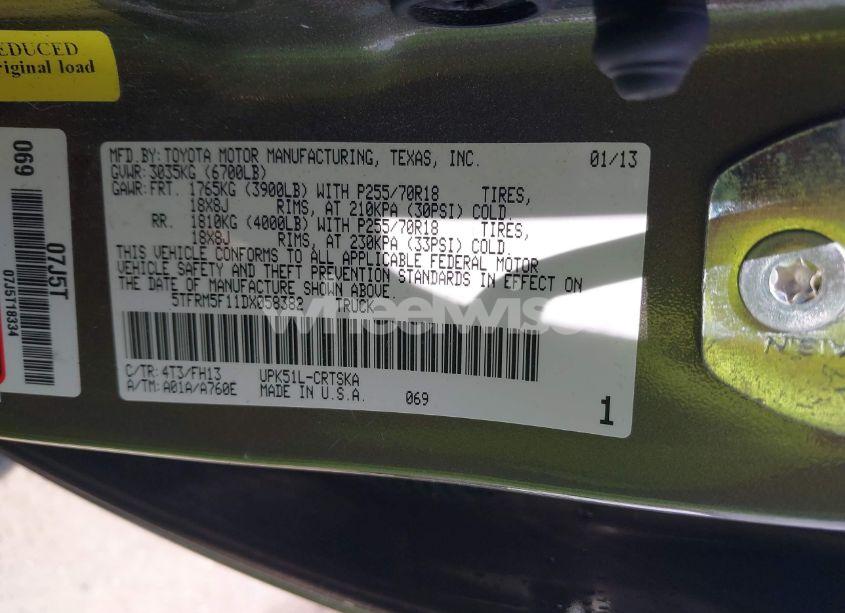 EDUCED
riginal load
069
07J5T
07J5T18334
MFD.BY: TOYOTA MOTOR MANUFACTURING, TEXAS, INC. 01/13
GVWR: 3035KG (6700LB)
GAWR: FRT. 1765KG (3900LB) WITH P255/70R18 TIRES,
18X8J RIMS, AT 210KPA (30PSI) COLD.
RR. 1810KG (4000LB) WITH P255/70R18 TIRES,
18X8J RIMS, AT 230KPA (33PSI) COLD
THIS VEHICLE CONFORMS TO ALL APPLICABLE FEDERAL MOTOR
VEHICLE SAFETY AND THEFT PREVENTION STANDARDS IN EFFECT ON
THE DATE OF MANUFACTURE SHOWN ABOVE.
5TFRM5F11DX058382 TRUCK
C/TR: 4T3/FH13 UPK51L-CRTSKA
A/TM: A01A/A760E MADE IN U.S.A. 069
1